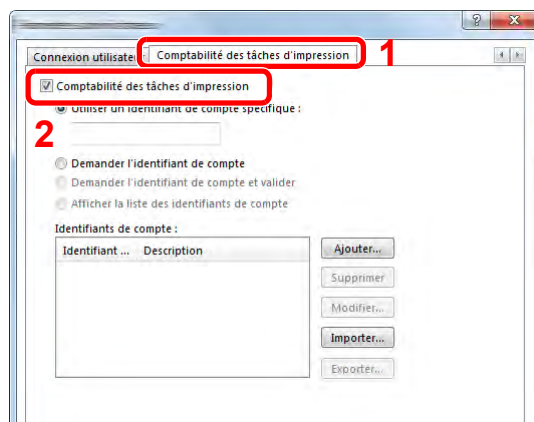 Connexion utilisate Comptabilité des tâches d'impression 1
Comptabilité des tâches d'impression
Utiliser un identifiant de compte spécifique :
2
Demander l'identifiant de compte
Demander l'identifiant de compte et valider
Afficher la liste des identifiants de compte
Identifiants de compte :
Identifiant ... Description Ajouter...
Supprimer
Modifier...
Importer...
Exporter...